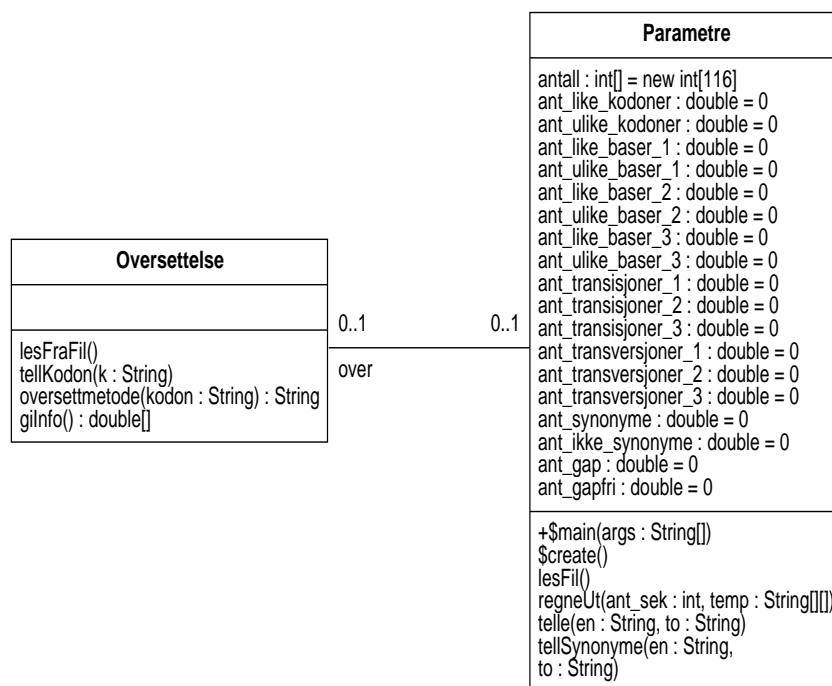 Parametre
antall : int[] = new int[116]
ant_like_kodoner : double = 0
ant_ulike_kodoner : double = 0
ant_like_baser_1 : double = 0
ant_ulike_baser_1 : double = 0
ant_like_baser_2 : double = 0
ant_ulike_baser_2 : double = 0
ant_like_baser_3 : double = 0
ant_ulike_baser_3 : double = 0
ant_transisjoner_1 : double = 0
ant_transisjoner_2 : double = 0
ant_transisjoner_3 : double = 0
ant_transversjoner_1 : double = 0
ant_transversjoner_2 : double = 0
ant_transversjoner_3 : double = 0
ant_synonyme : double = 0
ant_ikke_synonyme : double = 0
ant_gap : double = 0
ant_gapfri : double = 0
+$main(args : String[])
$create()
lesFil()
regneUt(ant_sek : int, temp : String[][])
telle(en : String, to : String)
tellSynonyme(en : String,
to : String)
Oversettelse
lesFraFil()
tellKodon(k : String)
oversettmetode(kodon : String) : String
giInfo() : double[]
0..1
0..1
over